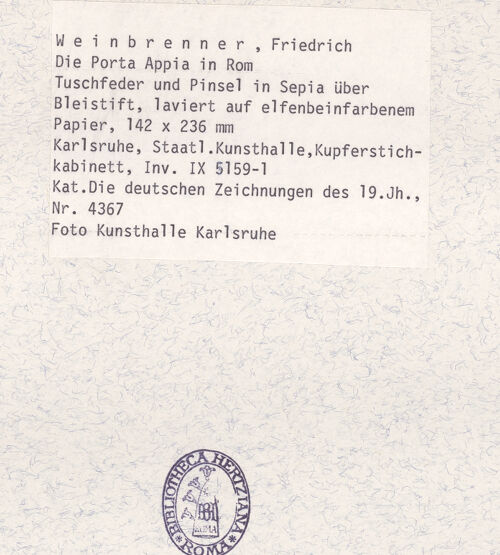 W e i n b r e n n e r , Friedrich
Die Porta Appia in Rom
Tuschfeder und Pinsel in Sepia über
Bleistift, laviert auf elfenbeinfarbenem
Papier, 142 x 236 mm
Karlsruhe, Staatl.Kunsthalle,Kupferstich-
kabinett, Inv. IX 5159-1
Kat.Die deutschen Zeichnungen des 19.Jh.,
Nr. 4367
Foto Kunsthalle Karlsruhe
BIBLIOTHECA HERTZIANA
ROMA
* ROMA *